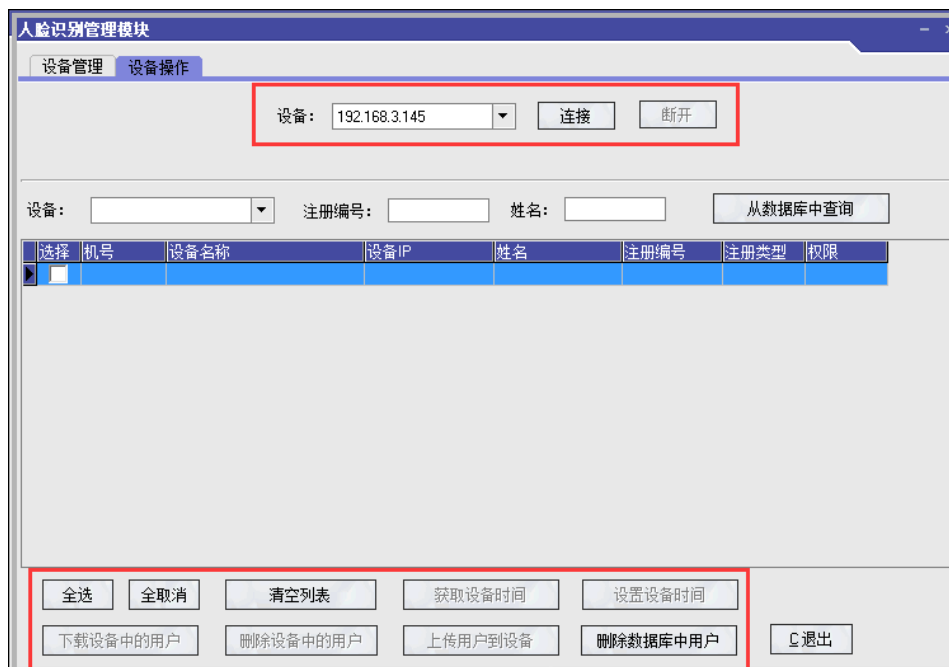 人脸识别管理模块
设备管理 设备操作
设备： 192.168.3.145 连接 断开
设备： 注册编号： 姓名： 从数据库中查询
选择 机号 设备名称 设备IP 姓名 注册编号 注册类型 权限
全选 全取消 清空列表 获取设备时间 设置设备时间
下载设备中的用户 删除设备中的用户 上传用户到设备 删除数据库中用户 C退出